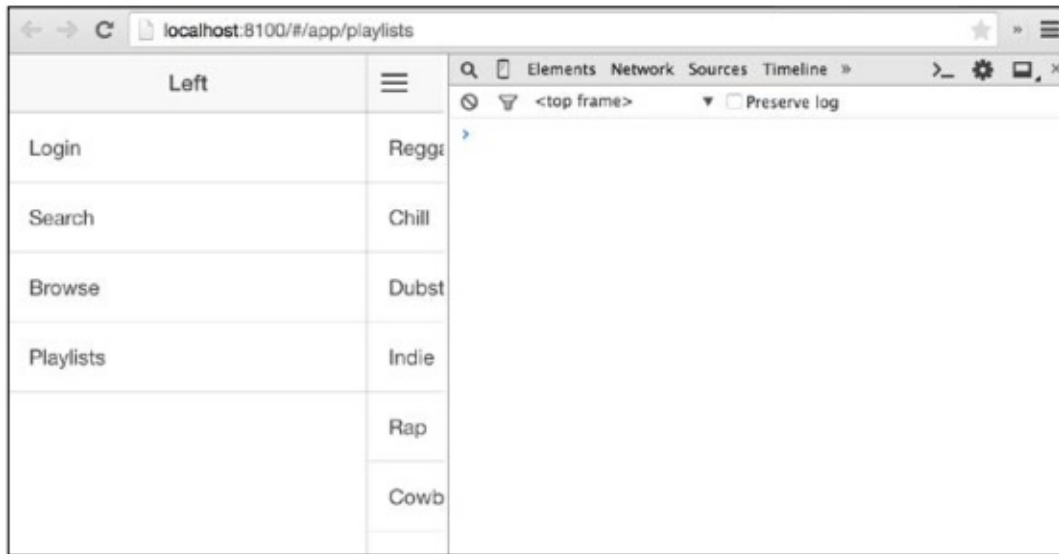 localhost:8100/#/app/playlists
Left
Login
Search
Browse
Playlists
Regga
Chill
Dubst
Indie
Rap
Cowb
Elements Network Sources Timeline »
<top frame> ▼ Preserve log